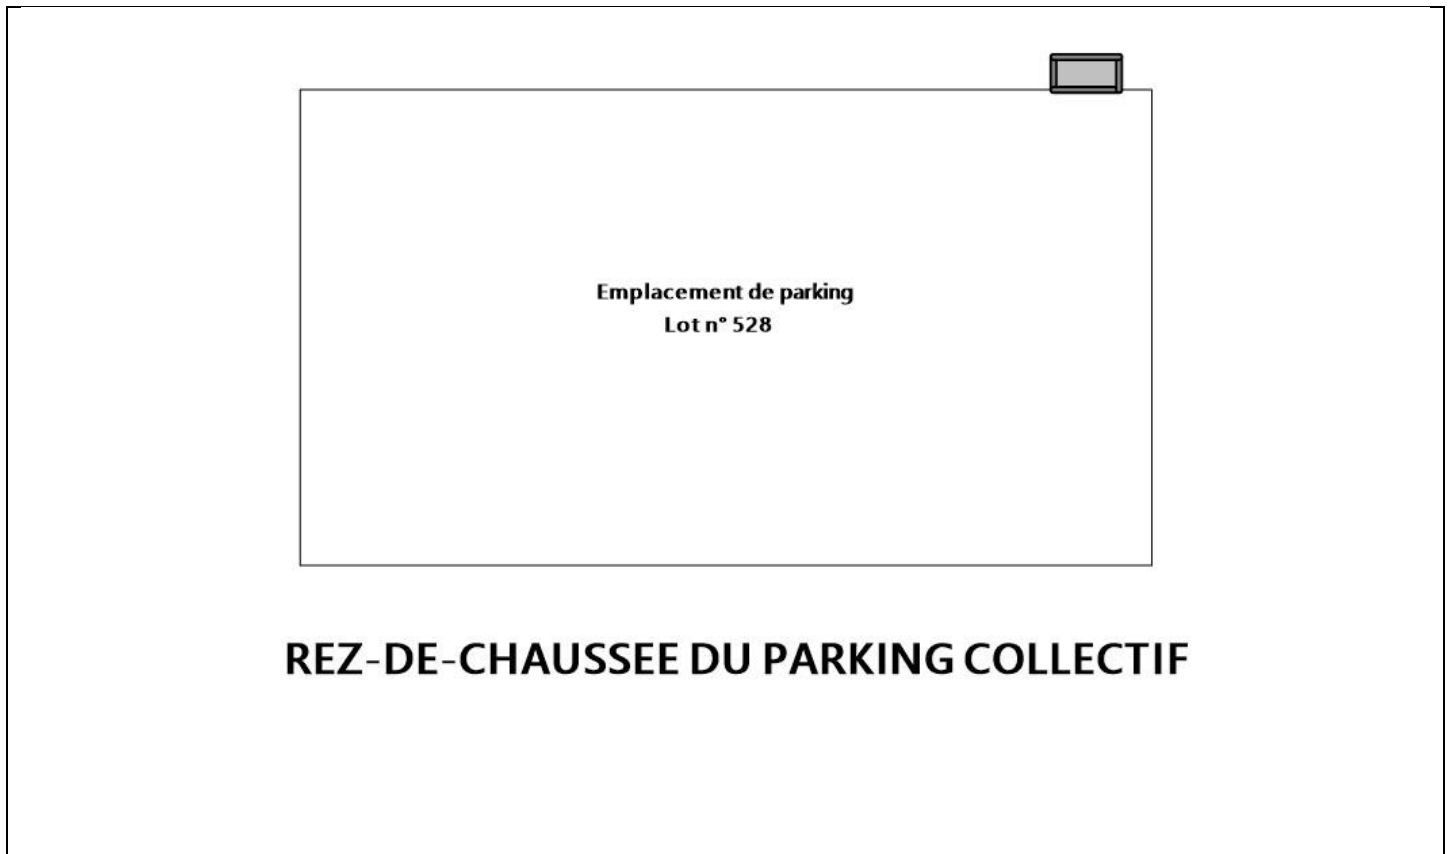 Emplacement de parking
Lot n° 528
REZ-DE-CHAUSSEE DU PARKING COLLECTIF